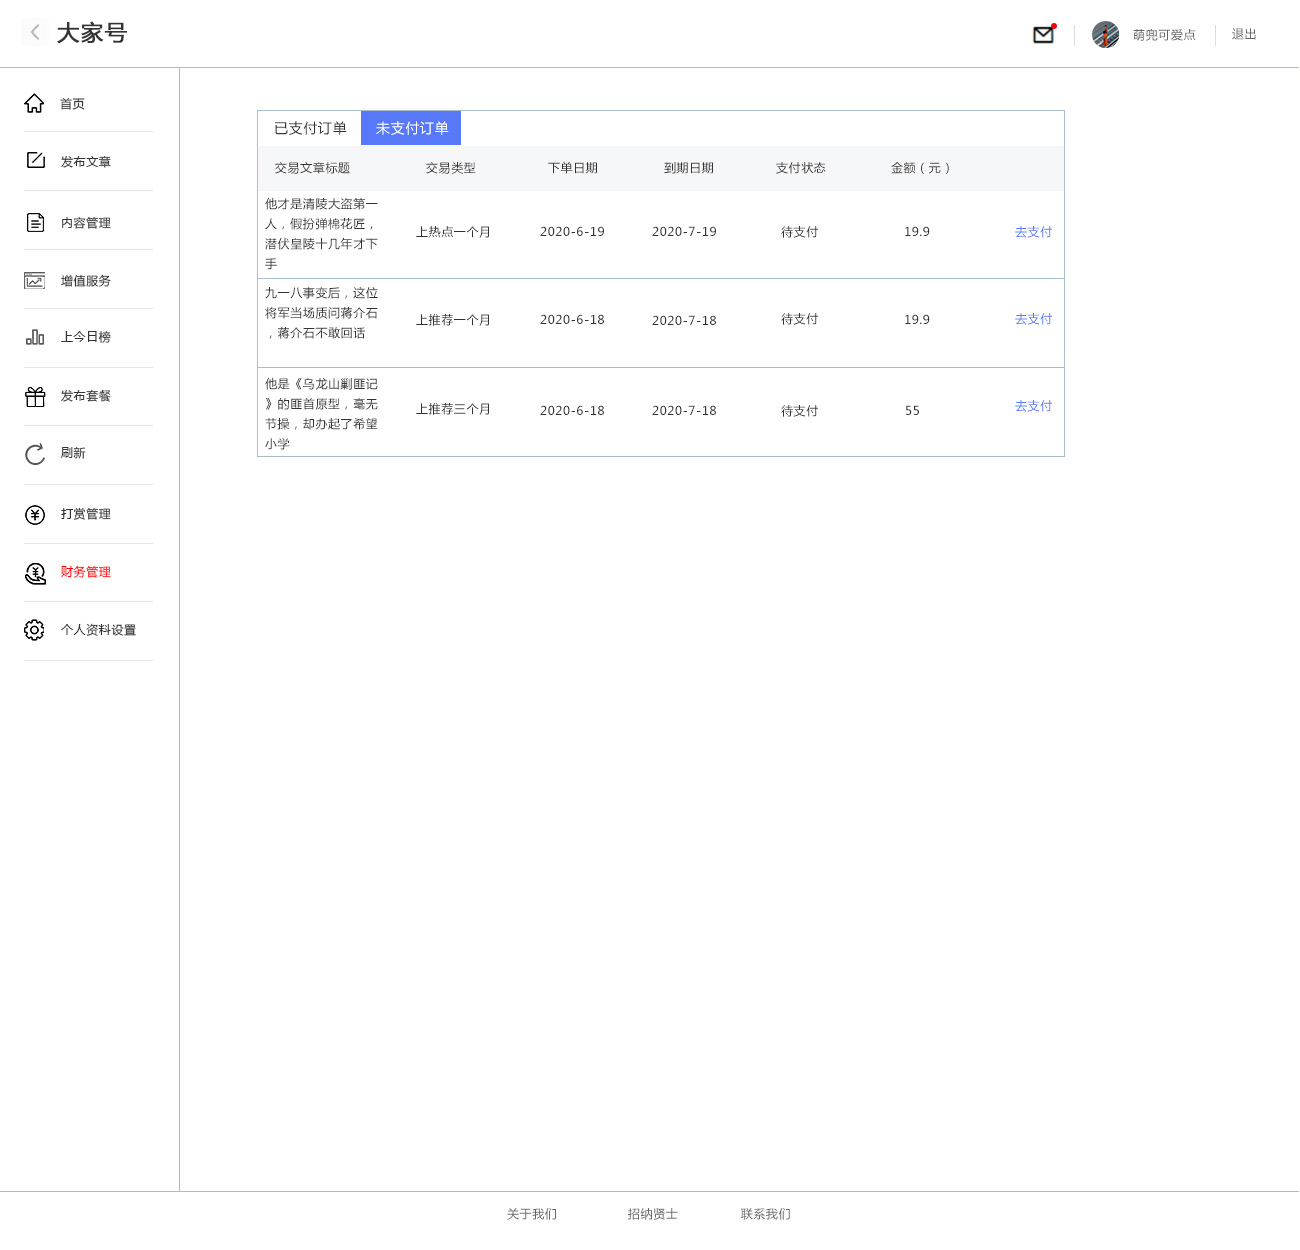 大家号
萌兜可爱点
退出
首页
发布文章
内容管理
增值服务
上今日榜
发布套餐
刷新
打赏管理
财务管理
个人资料设置
已支付订单 未支付订单
交易文章标题 交易类型 下单日期 到期日期 支付状态 金额（元）
他才是清陵大盗第一
人，假扮弹棉花匠，
潜伏皇陵十几年才下
手
上热点一个月 2020-6-19 2020-7-19 待支付 19.9 去支付
九一八事变后，这位
将军当场质问蒋介石
，蒋介石不敢回话
上推荐一个月 2020-6-18 2020-7-18 待支付 19.9 去支付
他是《乌龙山剿匪记
》的匪首原型，毫无
节操，却办起了希望
小学
上推荐三个月 2020-6-18 2020-7-18 待支付 55 去支付
关于我们 招纳贤士 联系我们